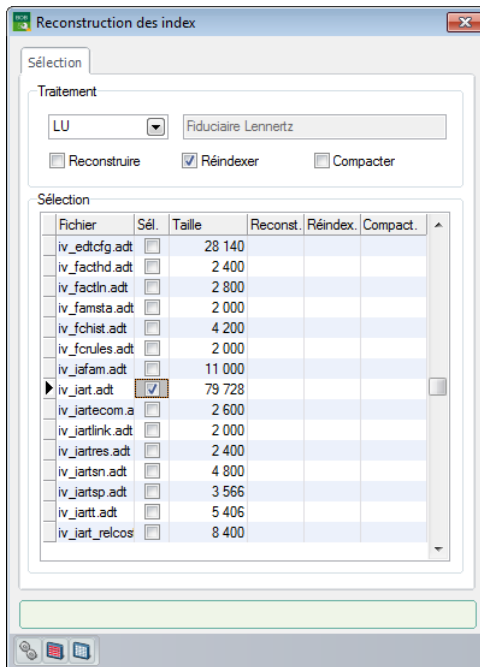 BOB
Reconstruction des index
Sélection
Traitement
LU
Fiduciaire Lennertz
Reconstruire Réindexer Compacter
Sélection
Fichier Sél. Taille Reconst. Réindex. Compact.
iv_edtcfg.adt 28 140
iv_facthd.adt 2 400
iv_factln.adt 2 800
iv_famsta.adt 2 000
iv_fchist.adt 4 200
iv_fcrules.adt 2 000
iv_iafam.adt 11 000
iv_iart.adt 79 728
iv_iartecom.a 2 600
iv_iartlink.adt 2 000
iv_iartres.adt 2 400
iv_iartsn.adt 4 800
iv_iartsp.adt 3 566
iv_iartt.adt 5 406
iv_iart_relcos 8 400